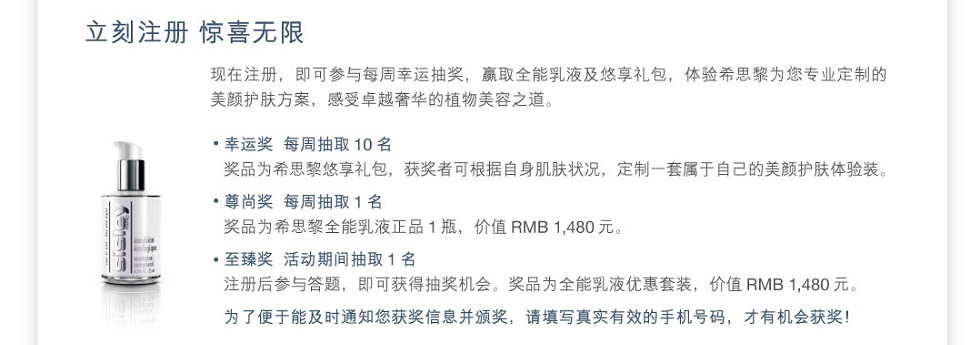 立刻注册 惊喜无限
现在注册，即可参与每周幸运抽奖，赢取全能乳液及悠享礼包，体验希思黎为您专业定制的
美颜护肤方案，感受卓越奢华的植物美容之道。
• 幸运奖 每周抽取 10 名
奖品为希思黎悠享礼包，获奖者可根据自身肌肤状况，定制一套属于自己的美颜护肤体验装。
• 尊尚奖 每周抽取 1 名
奖品为希思黎全能乳液正品 1 瓶，价值 RMB 1,480 元。
• 至臻奖 活动期间抽取 1 名
注册后参与答题，即可获得抽奖机会。奖品为全能乳液优惠套装，价值 RMB 1,480 元。
为了便于能及时通知您获奖信息并颁奖，请填写真实有效的手机号码，才有机会获奖！
sisley